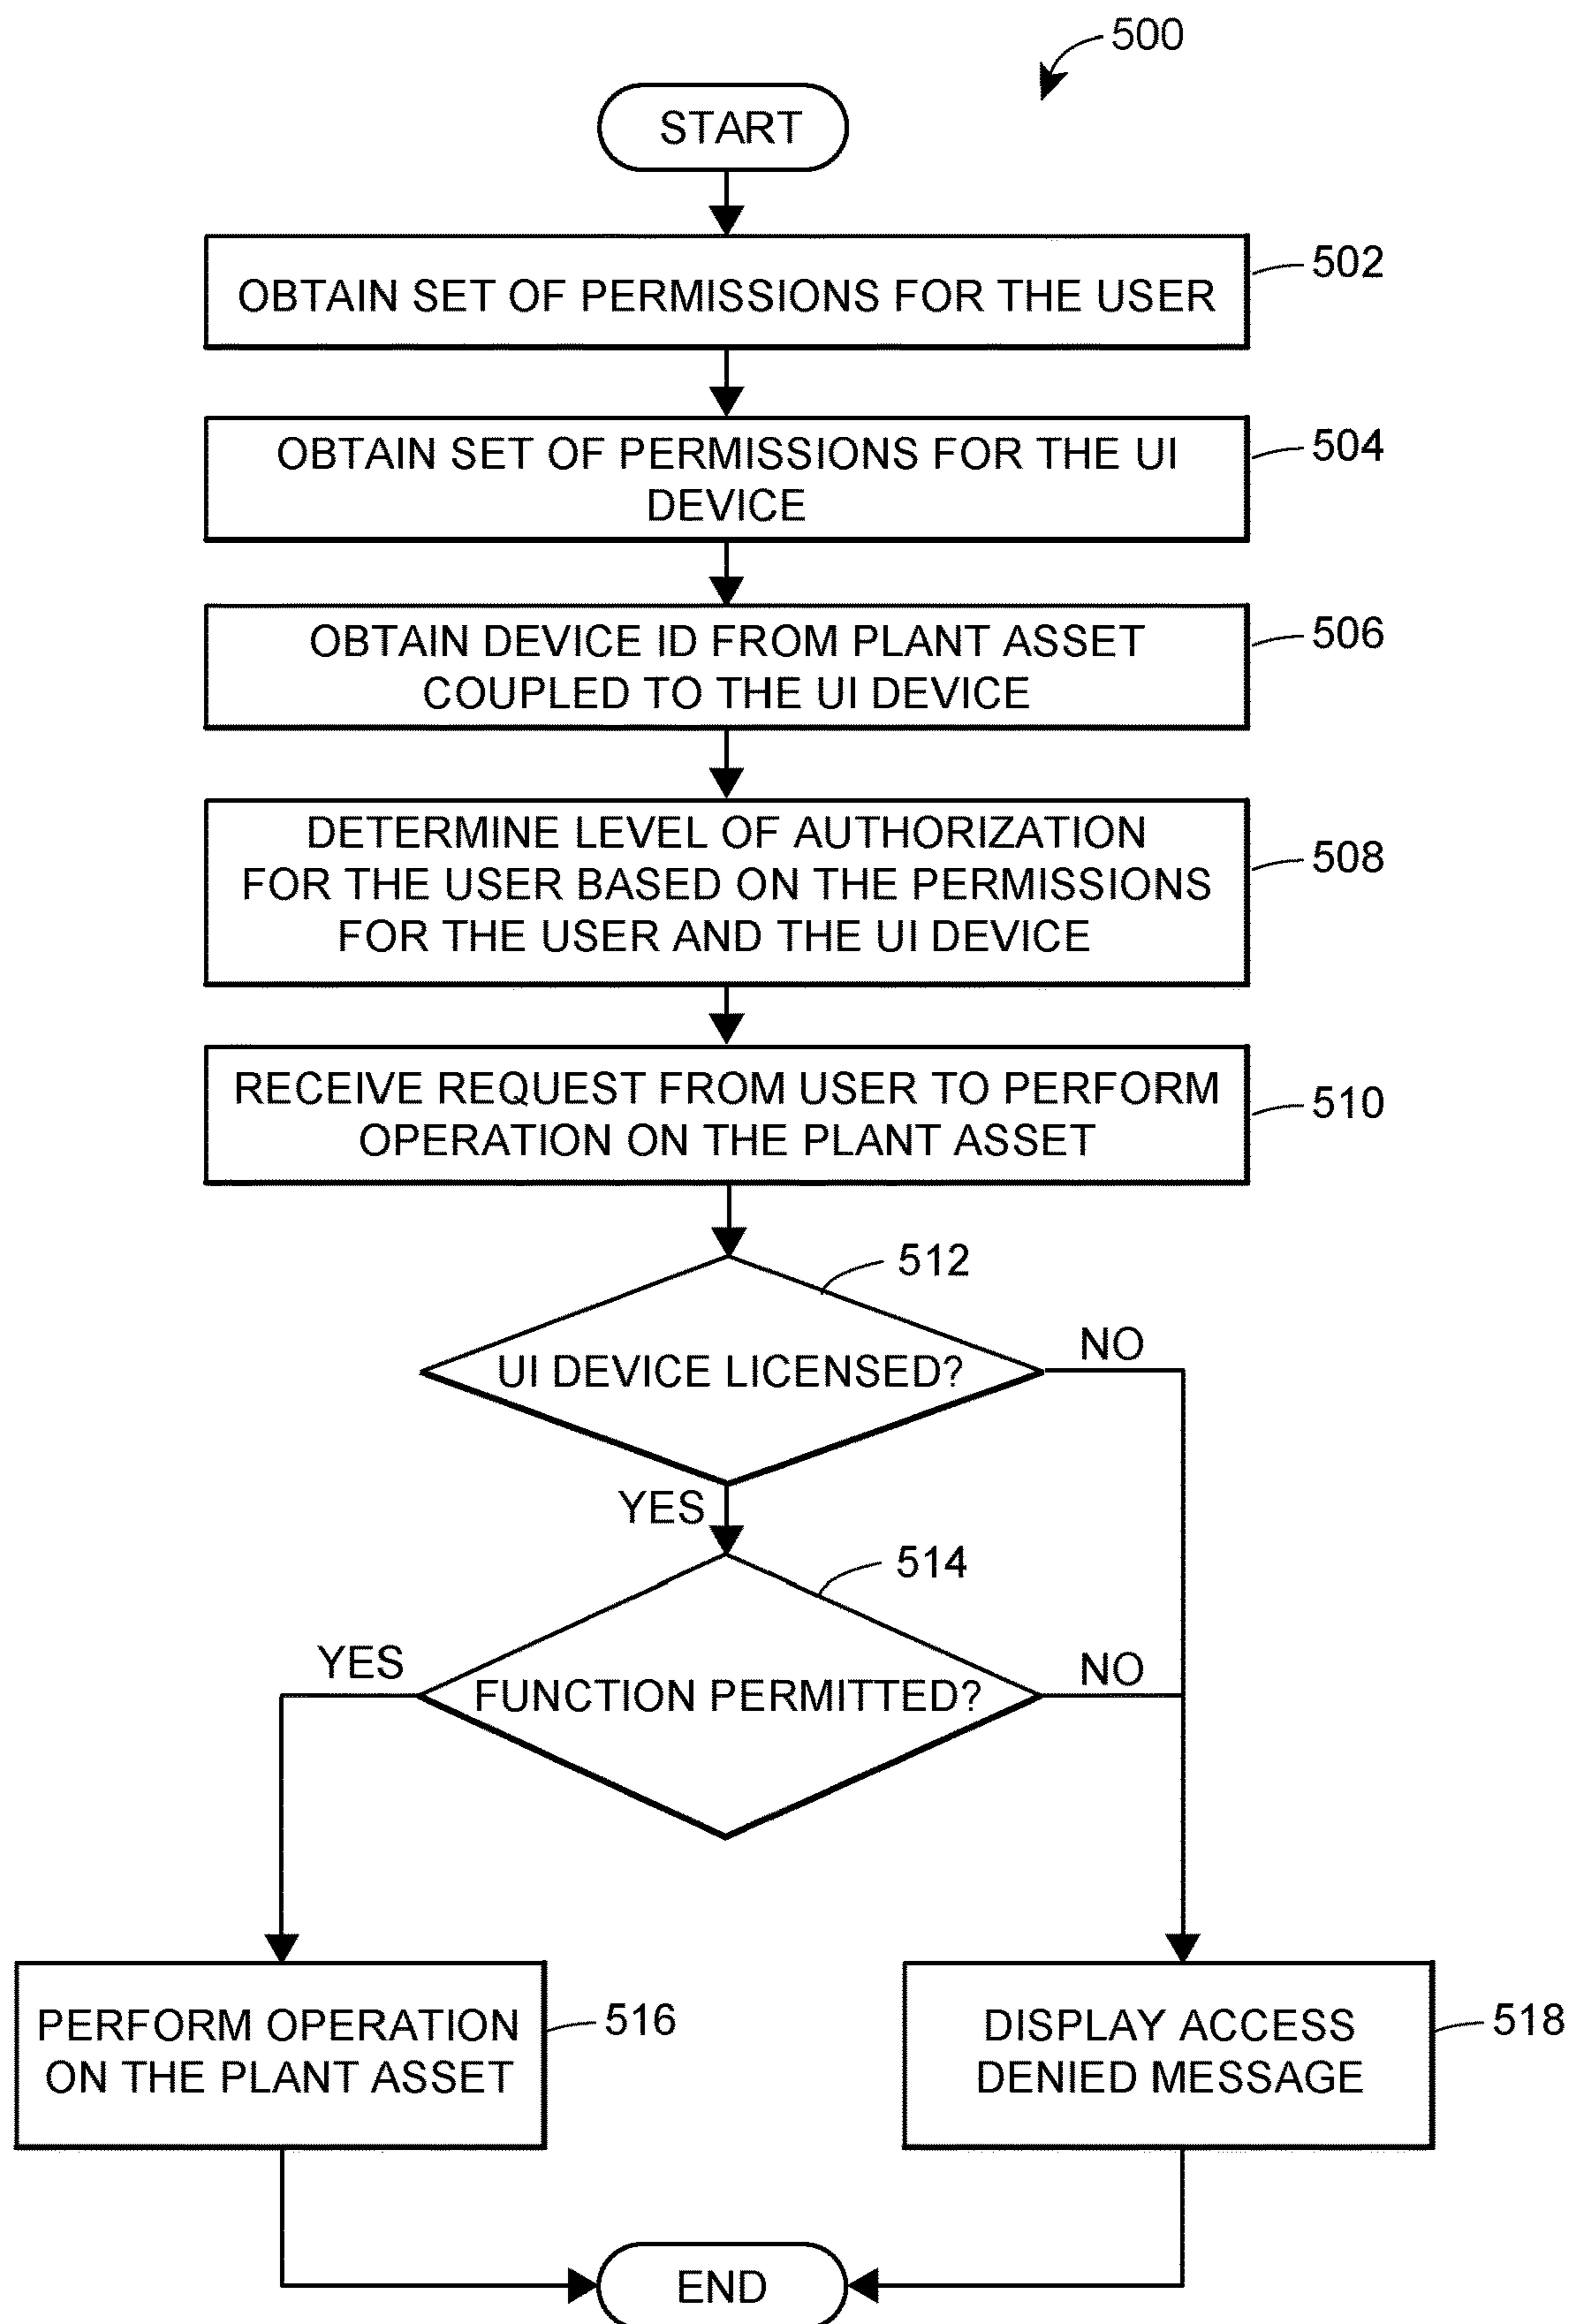 500
START
OBTAIN SET OF PERMISSIONS FOR THE USER
502
OBTAIN SET OF PERMISSIONS FOR THE UI
DEVICE
504
OBTAIN DEVICE ID FROM PLANT ASSET
COUPLED TO THE UI DEVICE
506
DETERMINE LEVEL OF AUTHORIZATION
FOR THE USER BASED ON THE PERMISSIONS
FOR THE USER AND THE UI DEVICE
508
RECEIVE REQUEST FROM USER TO PERFORM
OPERATION ON THE PLANT ASSET
510
512
UI DEVICE LICENSED?
NO
YES
514
FUNCTION PERMITTED?
YES
NO
PERFORM OPERATION
ON THE PLANT ASSET
516
DISPLAY ACCESS
DENIED MESSAGE
518
END